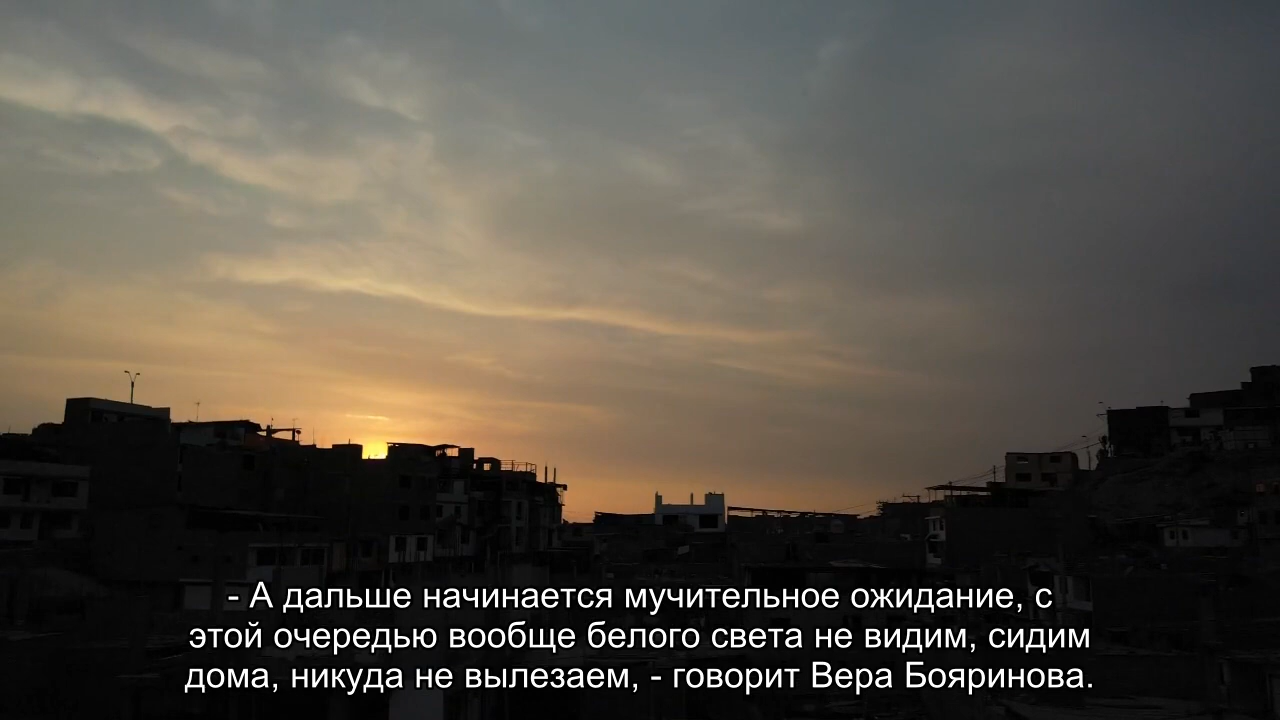 - А дальше начинается мучительное ожидание, с
этой очередью вообще белого света не видим, сидим
дома, никуда не вылезаем, - говорит Вера Бояринова.